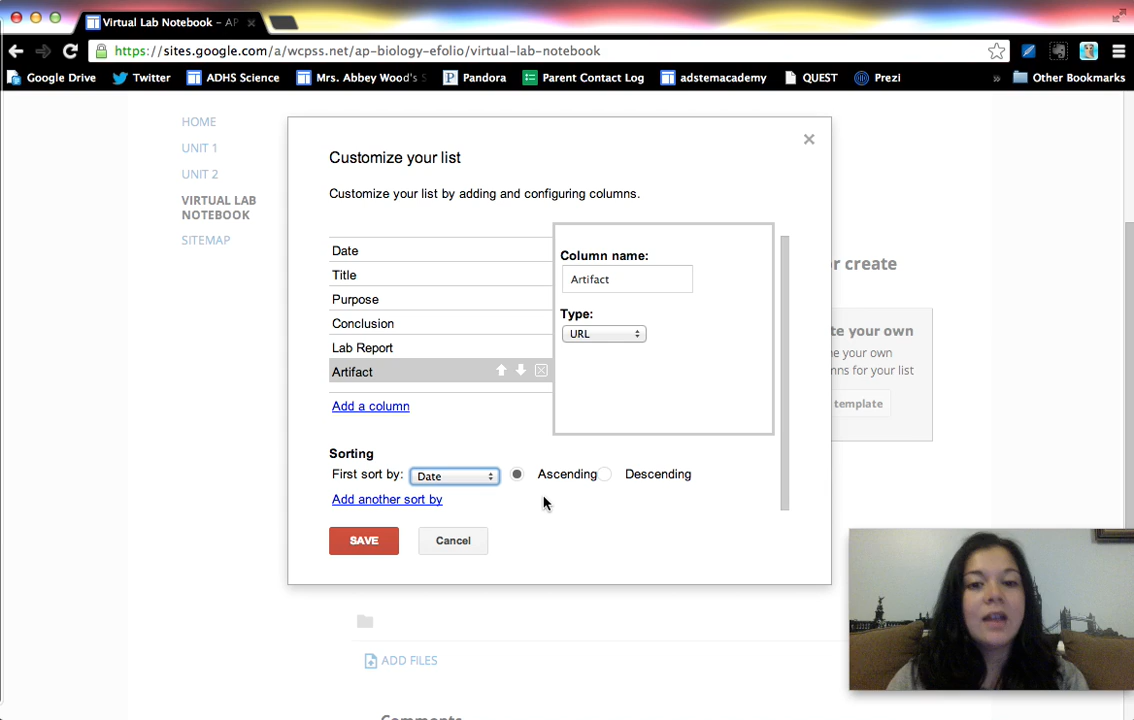 Virtual Lab Notebook – AP
https://sites.google.com/a/wcpss.net/ap-biology-efolio/virtual-lab-notebook
Google Drive Twitter ADHS Science Mrs. Abbey Wood's Pandora Parent Contact Log adstemacademy QUEST Prezi » Other Bookmarks
HOME
UNIT 1
UNIT 2
VIRTUAL LAB
NOTEBOOK
SITEMAP
Customize your list
Customize your list by adding and configuring columns.
Date
Title
Purpose
Conclusion
Lab Report
Artifact
Add a column
Column name:
Artifact
Type:
URL
Sorting
First sort by: Date Ascending Descending
Add another sort by
SAVE Cancel
or create
te your own
ne your own
nns for your list
template
ADD FILES
Comments